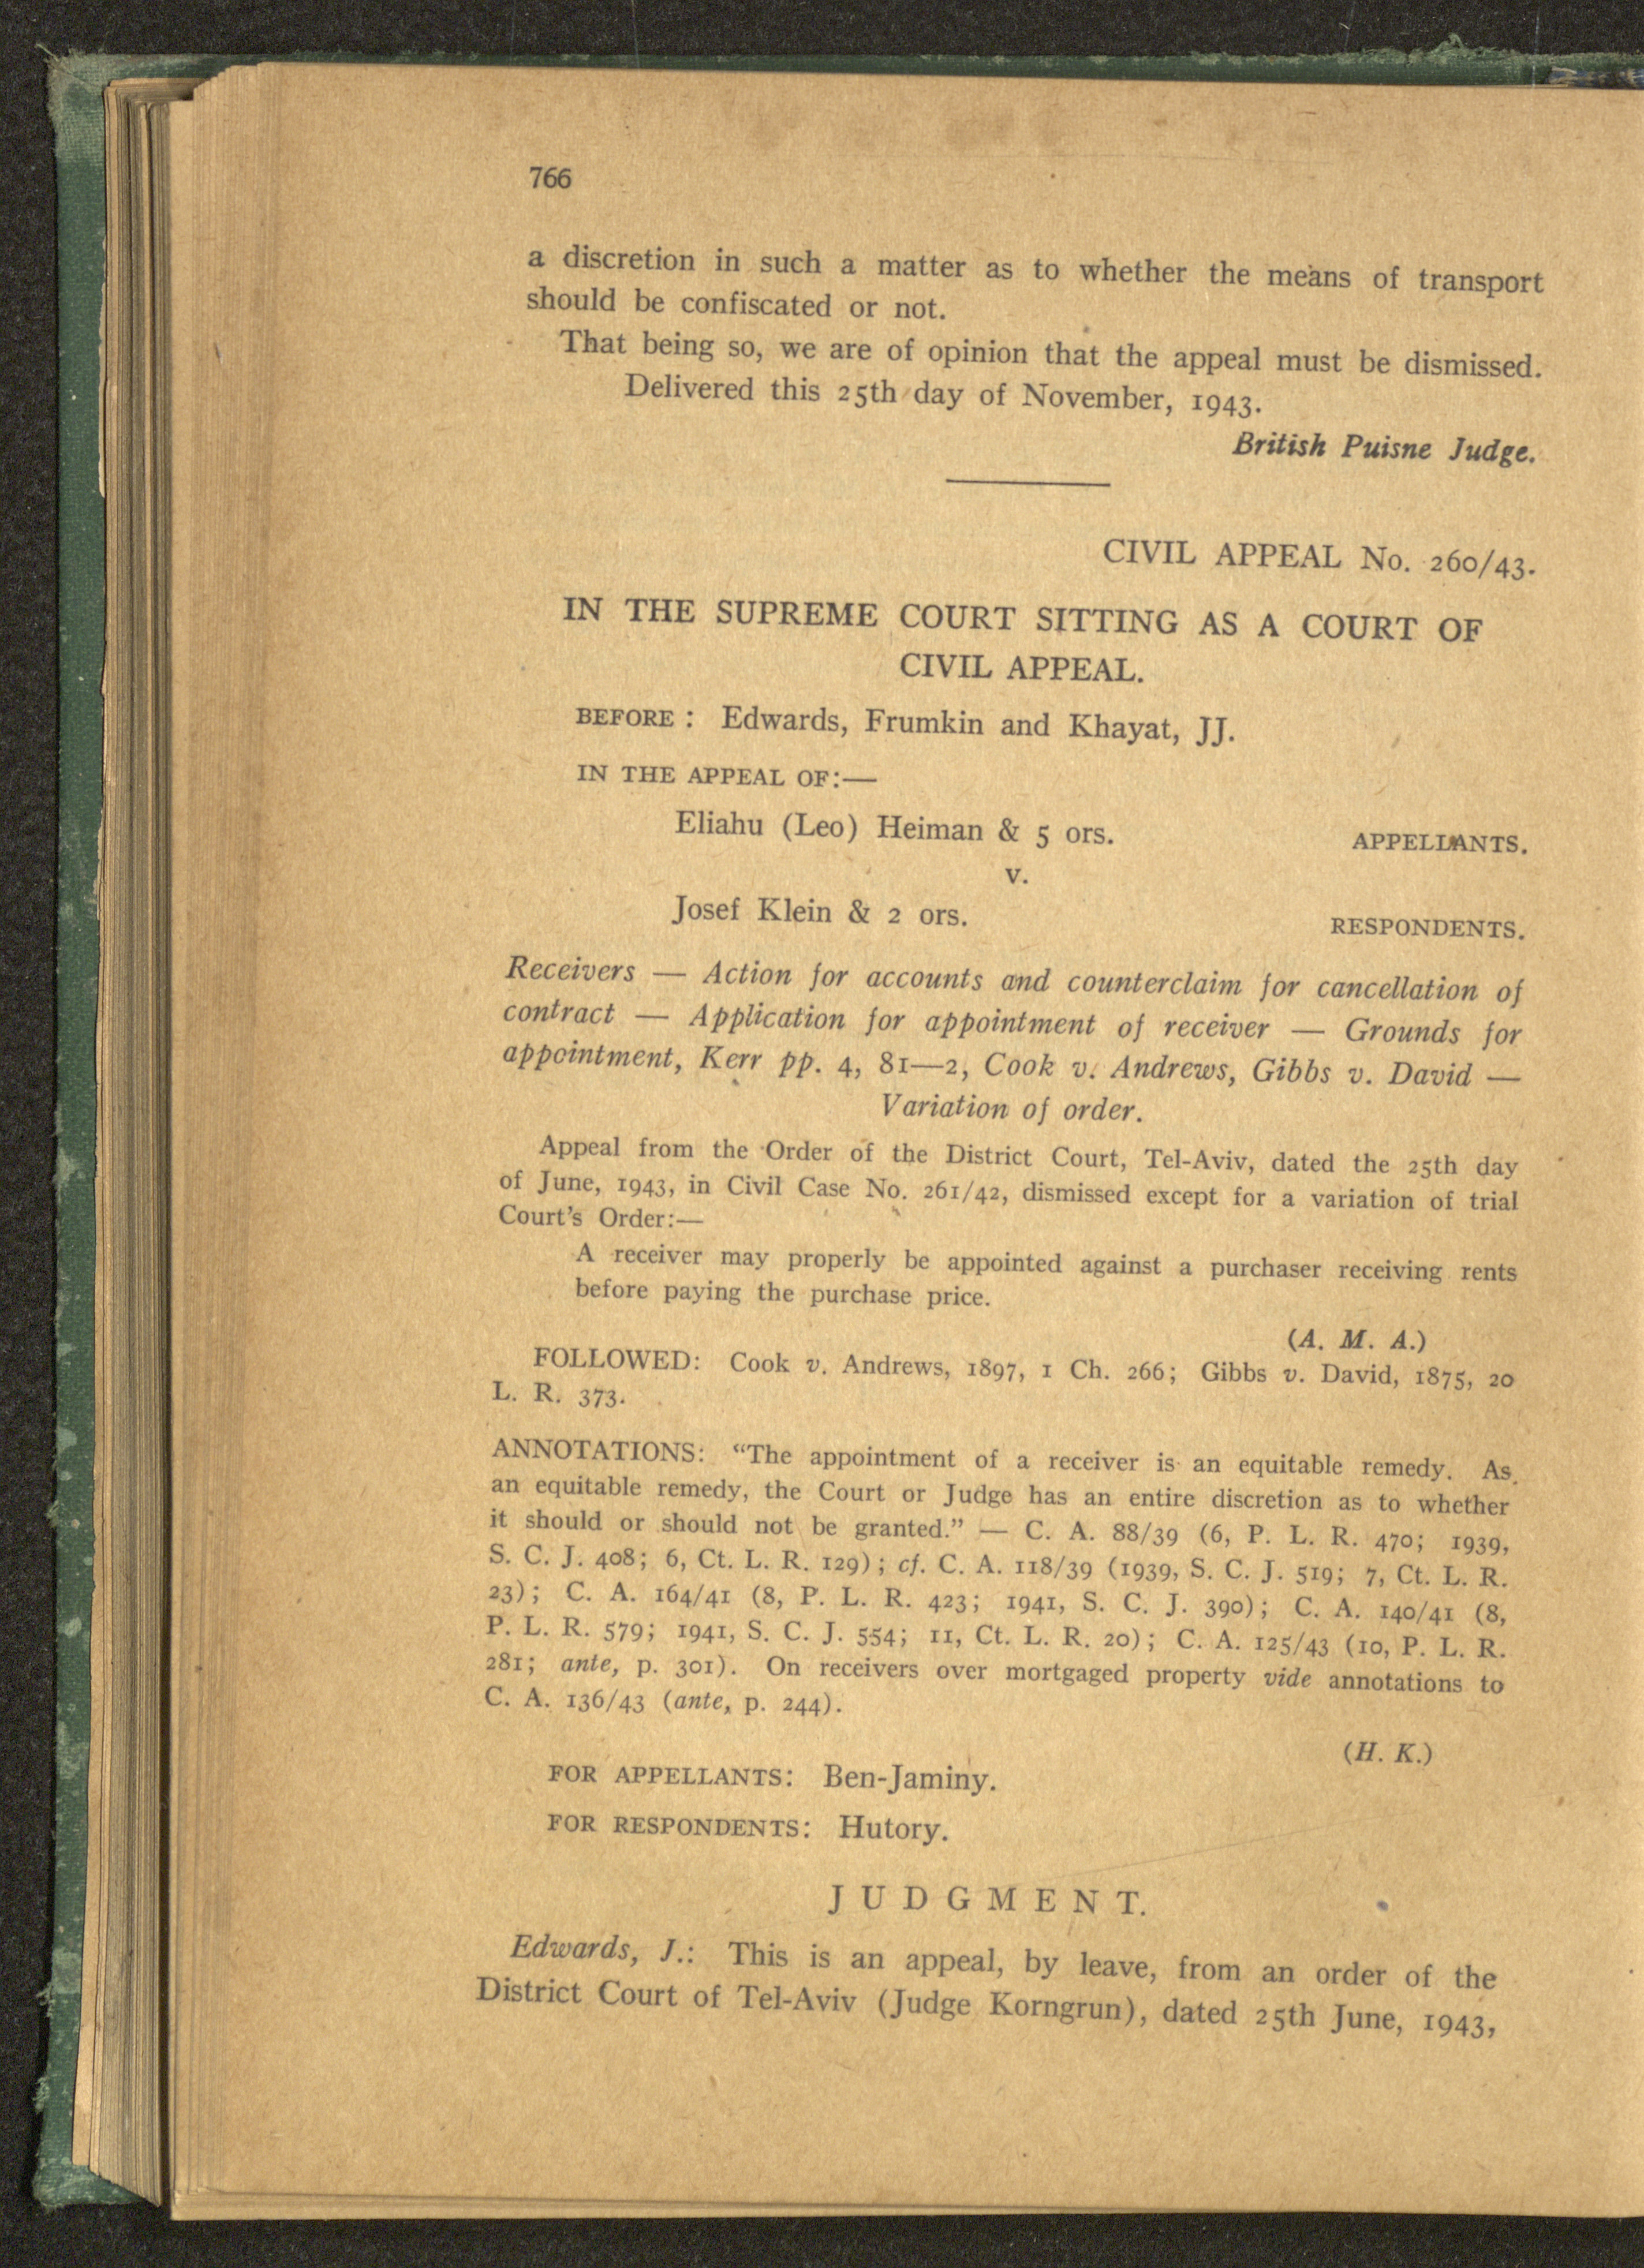 766
a discretion in such a matter as to whether the means of transport
should be confiscated or not.
That being so, we are of opinion that the appeal must be dismissed.
Delivered this 25th day of November, 1943.
British Puisne Judge.
CIVIL APPEAL No. 260/43.
IN THE SUPREME COURT SITTING AS A COURT OF
CIVIL APPEAL.
BEFORE : Edwards, Frumkin and Khayat, JJ.
IN THE APPEAL OF:—
Eliahu (Leo) Heiman & 5 ors. APPELLANTS.
v.
Josef Klein & 2 ors. RESPONDENTS.
Receivers — Action for accounts and counterclaim for cancellation of
contract — Application for appointment of receiver — Grounds for
appointment, Kerr pp. 4, 81—2, Cook v. Andrews, Gibbs v. David —
Variation of order.
Appeal from the Order of the District Court, Tel-Aviv, dated the 25th day
of June, 1943, in Civil Case No. 261/42, dismissed except for a variation of trial
Court's Order:—
A receiver may properly be appointed against a purchaser receiving rents
before paying the purchase price.
(A. M. A.)
FOLLOWED: Cook v. Andrews, 1897, 1 Ch. 266; Gibbs v. David, 1875, 20
L. R. 373.
ANNOTATIONS: "The appointment of a receiver is an equitable remedy. As
an equitable remedy, the Court or Judge has an entire discretion as to whether
it should or should not be granted." — C. A. 88/39 (6, P. L. R. 470; 1939,
S. C. J. 408; 6, Ct. L. R. 129); cf. C. A. 118/39 (1939, S. C. J. 519; 7, Ct. L. R.
23); C. A. 164/41 (8, P. L. R. 423; 1941, S. C. J. 390); C. A. 140/41 (8,
P. L. R. 579; 1941, S. C. J. 554; 11, Ct. L. R. 20); C. A. 125/43 (10, P. L. R.
281; ante, p. 301). On receivers over mortgaged property vide annotations to
C. A. 136/43 (ante, p. 244).
(H. K.)
FOR APPELLANTS: Ben-Jaminy.
FOR RESPONDENTS: Hutory.
JUDGMENT.
Edwards, J.: This is an appeal, by leave, from an order of the
District Court of Tel-Aviv (Judge Korngrun), dated 25th June, 1943,